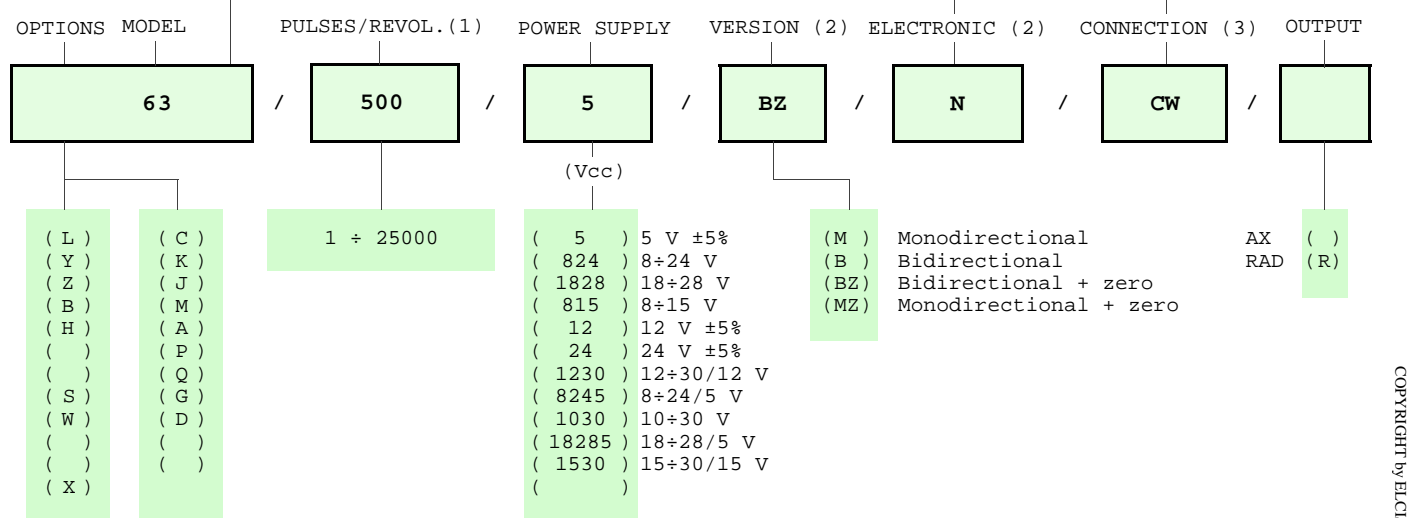 OPTIONS MODEL PULSES/REVOL.(1) POWER SUPPLY VERSION (2) ELECTRONIC (2) CONNECTION (3) OUTPUT
63 / 500 / 5 / BZ / N / CW /
(Vcc)
( L ) ( C ) 1 ÷ 25000 ( 5 ) 5 V ±5% (M ) Monodirectional AX ( )
( Y ) ( K ) ( 824 ) 8÷24 V (B ) Bidirectional RAD (R)
( Z ) ( J ) ( 1828 ) 18÷28 V (BZ) Bidirectional + zero
( B ) ( M ) ( 815 ) 8÷15 V (MZ) Monodirectional + zero
( H ) ( A ) ( 12 ) 12 V ±5%
( ) ( P ) ( 24 ) 24 V ±5%
( ) ( Q ) ( 1230 ) 12÷30/12 V
( S ) ( G ) ( 8245 ) 8÷24/5 V
( W ) ( D ) ( 1030 ) 10÷30 V
( ) ( ) ( 18285 ) 18÷28/5 V
( ) ( ) ( 1530 ) 15÷30/15 V
( X ) ( )
COPYRIGHT by ELCI